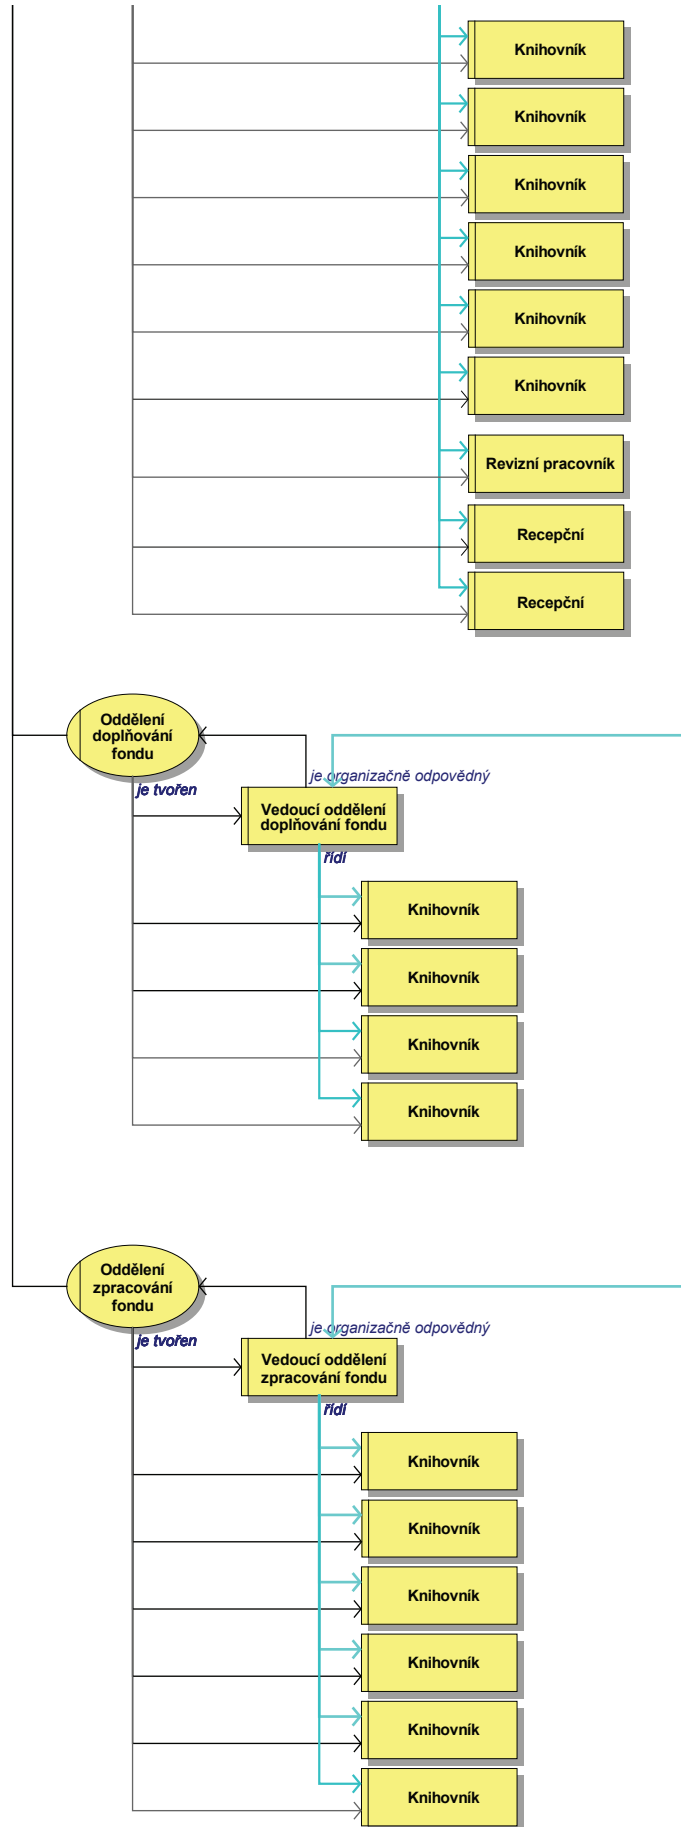 Knihovník
Knihovník
Knihovník
Knihovník
Knihovník
Knihovník
Revizní pracovník
Recepční
Recepční
Oddělení
doplňování
fondu
je organizačně odpovědný
je tvořen
Vedoucí oddělení
doplňování fondu
řídí
Knihovník
Knihovník
Knihovník
Knihovník
Oddělení
zpracování
fondu
je organizačně odpovědný
je tvořen
Vedoucí oddělení
zpracování fondu
řídí
Knihovník
Knihovník
Knihovník
Knihovník
Knihovník
Knihovník